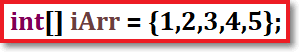 int[] iArr = {1,2,3,4,5};